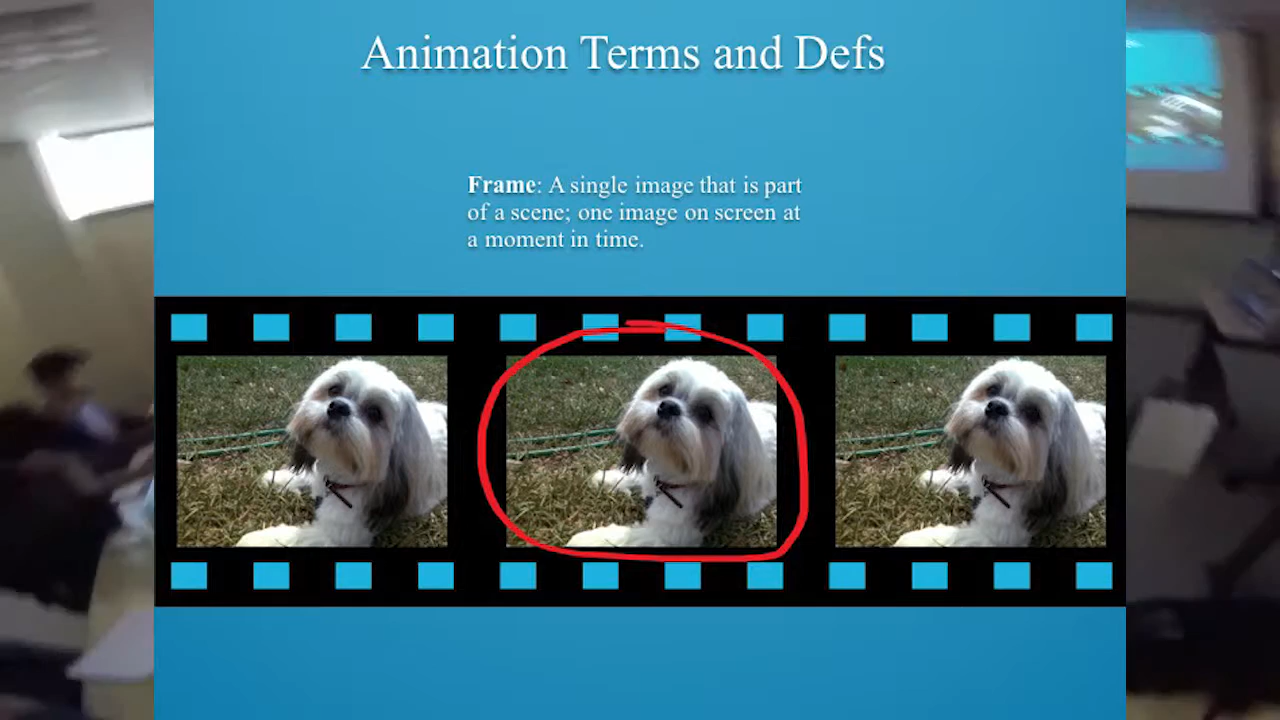 Animation Terms and Defs
Frame: A single image that is part
of a scene; one image on screen at
a moment in time.